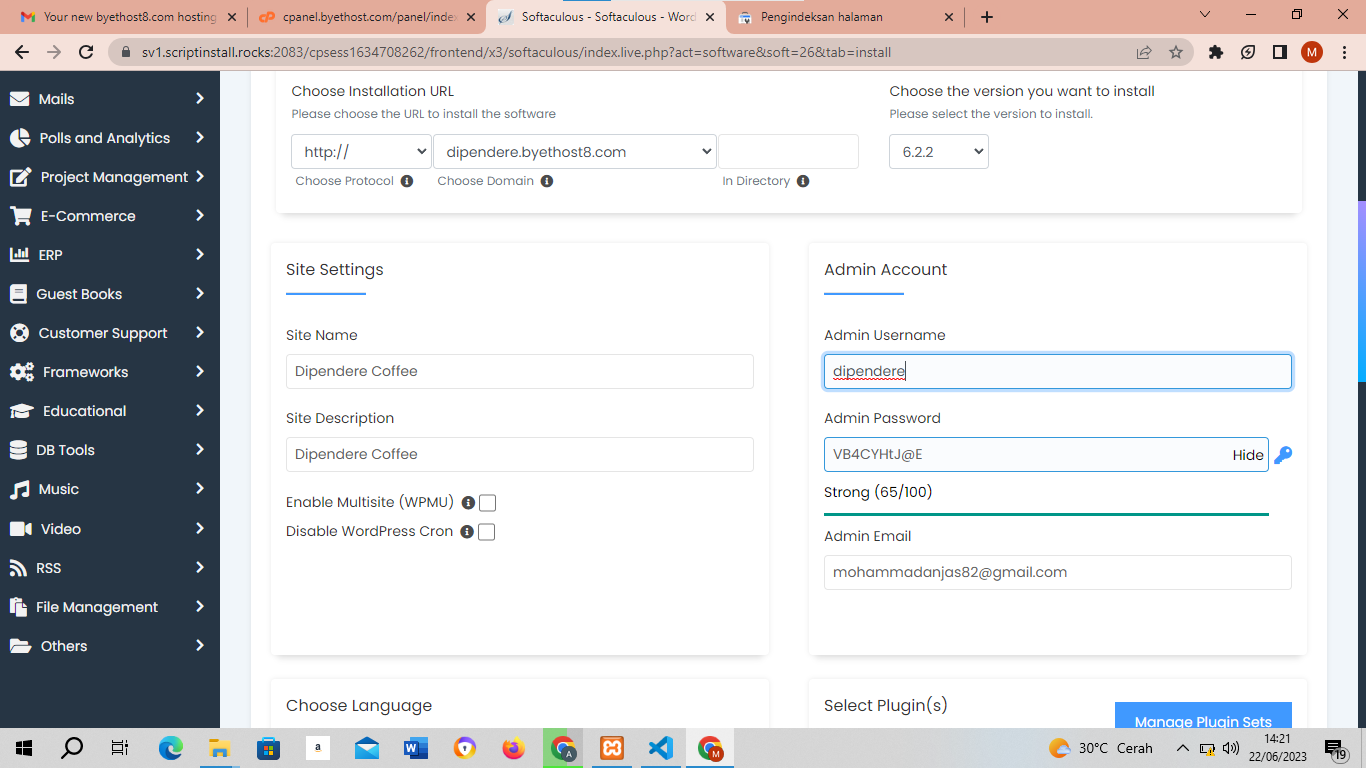 Your new byethost8.com hosting
cpanel.byethost.com/panel/index
Softaculous - Softaculous - Word
Pengindeksan halaman
sv1.scriptinstall.rocks:2083/cpsess1634708262/frontend/x3/softaculous/index.live.php?act=software&soft=26&tab=install
M
Mails
Polls and Analytics
Project Management
E-Commerce
ERP
Guest Books
Customer Support
Frameworks
Educational
DB Tools
Music
Video
RSS
File Management
Others
Choose Installation URL
Please choose the URL to install the software
http://
dipendere.byethost8.com
Choose Protocol
Choose Domain
In Directory
Choose the version you want to install
Please select the version to install.
6.2.2
Site Settings
Site Name
Dipendere Coffee
Site Description
Dipendere Coffee
Enable Multisite (WPMU)
Disable WordPress Cron
Admin Account
Admin Username
dipendere
Admin Password
VB4CYHtJ@E
Hide
Strong (65/100)
Admin Email
mohammadanjas82@gmail.com
Choose Language
Select Plugin(s)
Manage Plugin Sets
a
W
A
M
30°C Cerah
14:21
22/06/2023
19